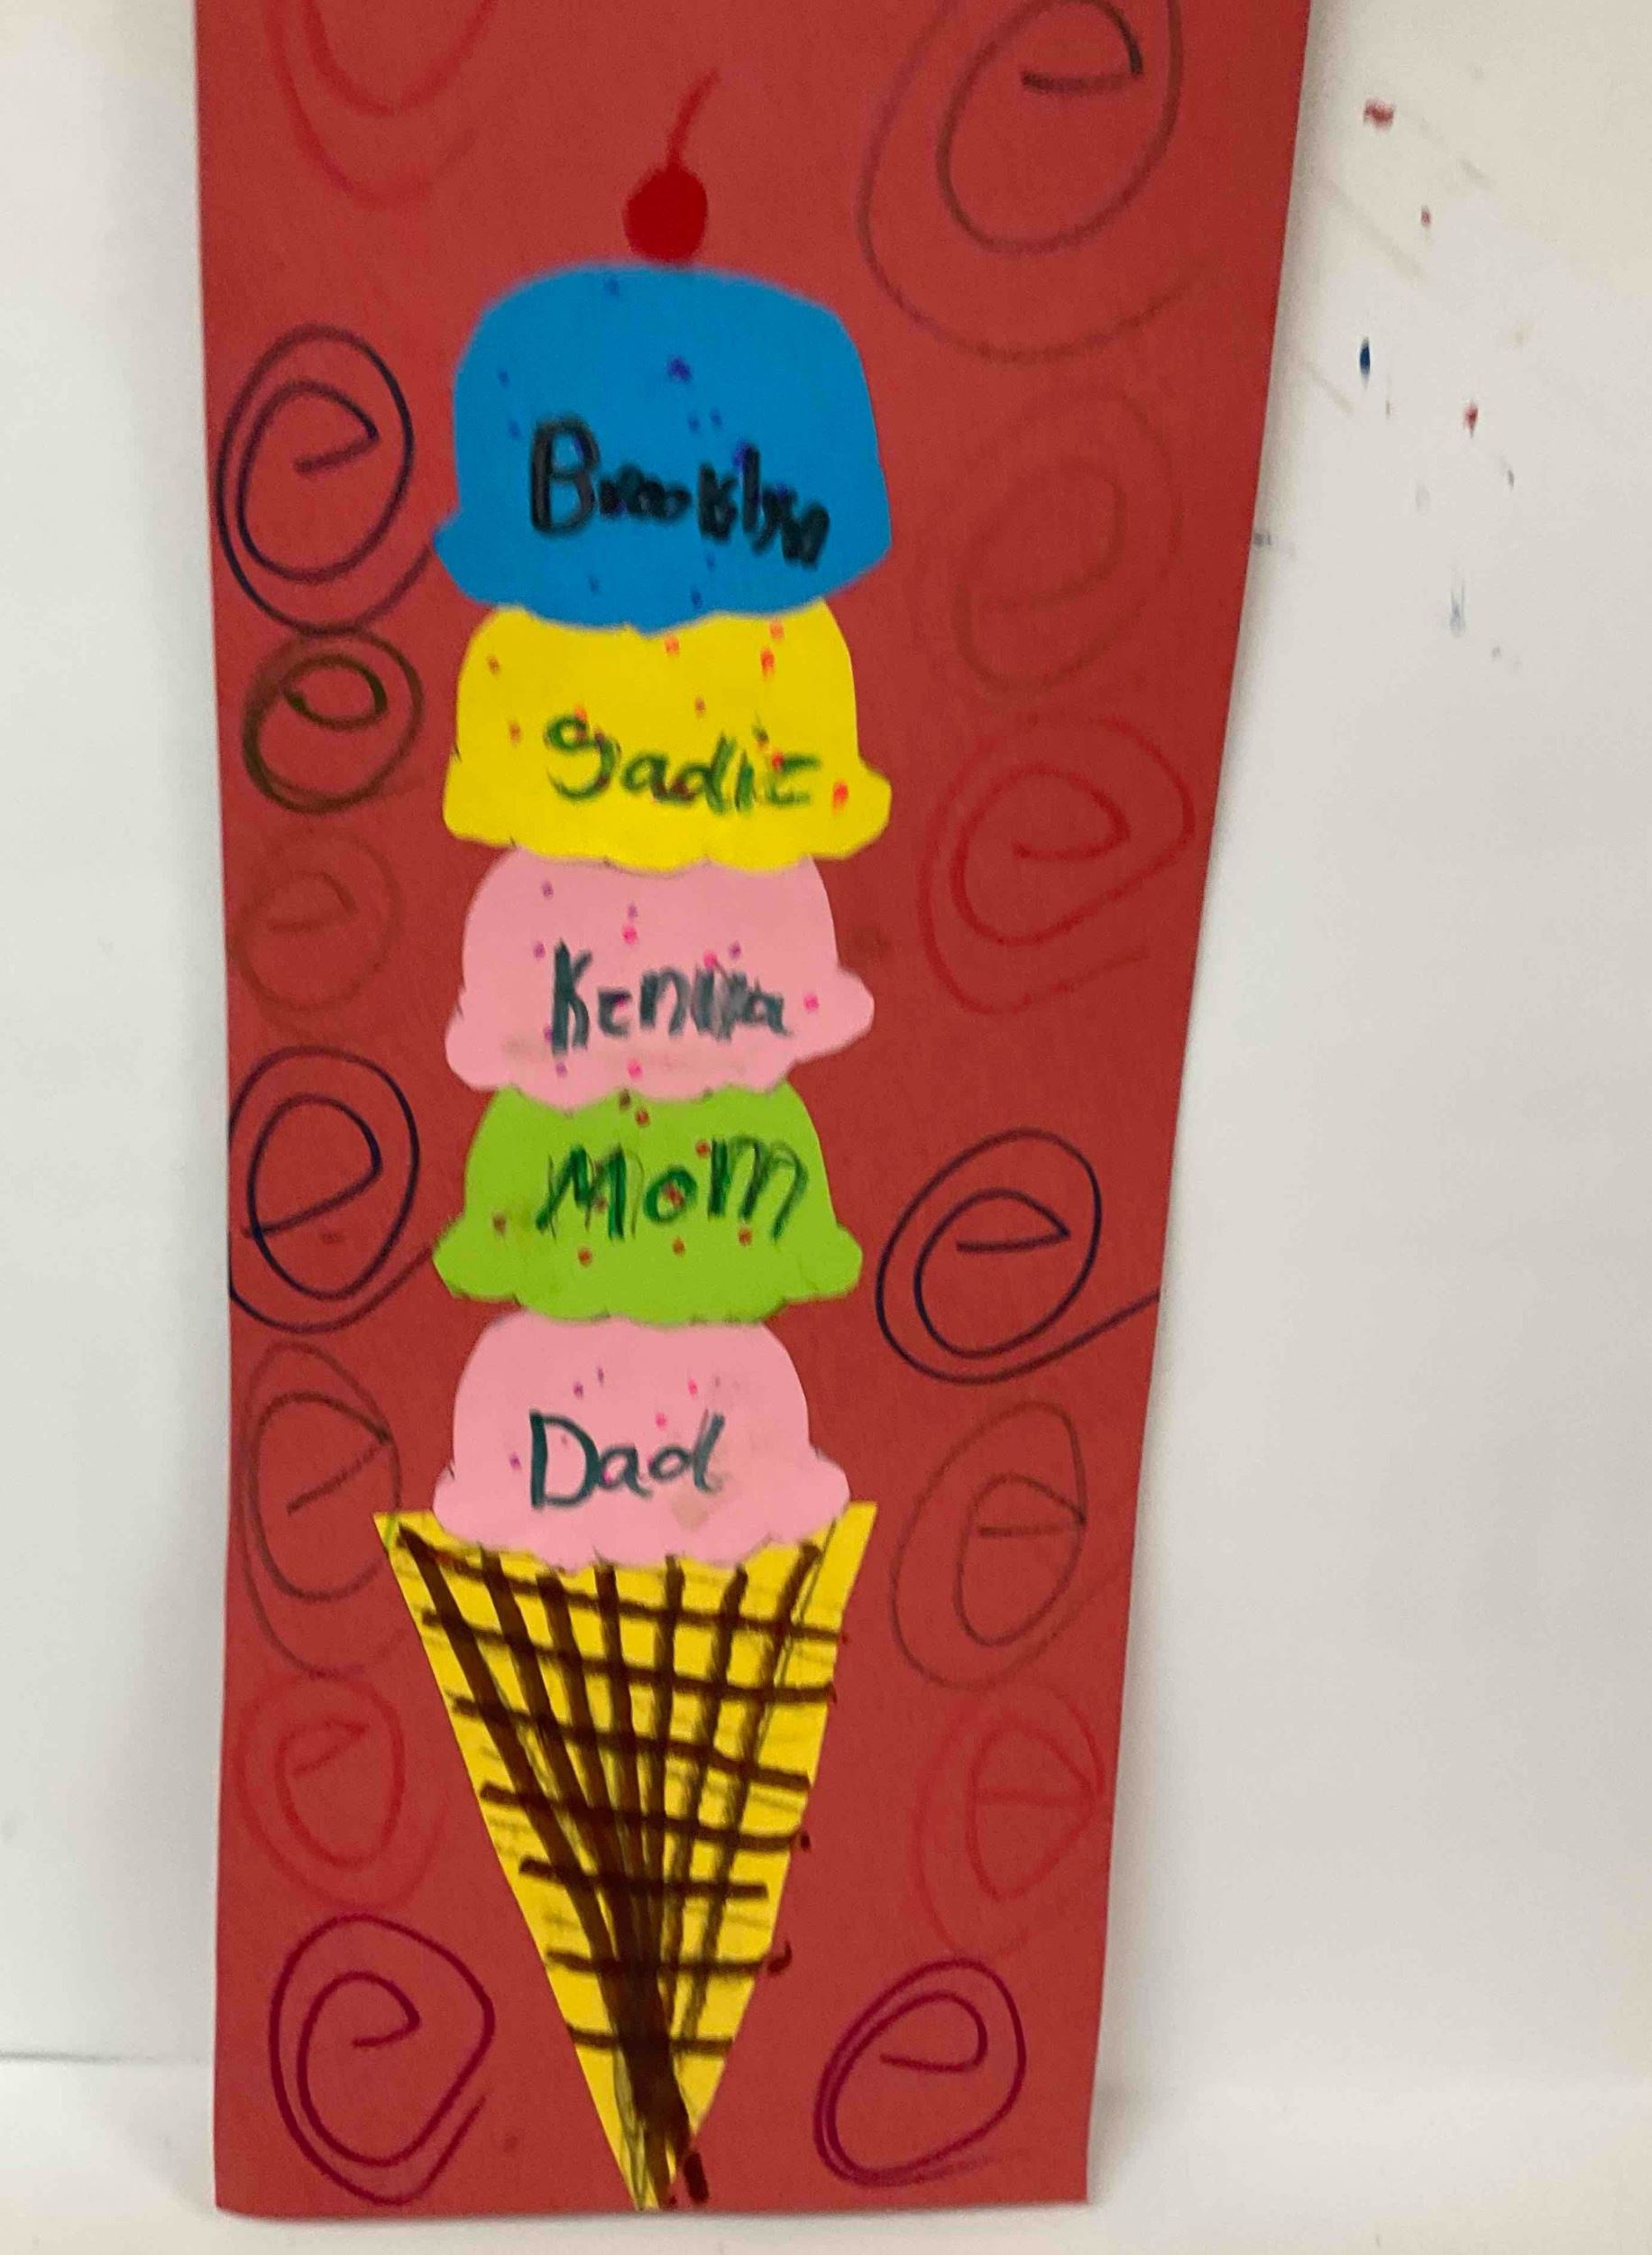 Brooklyn
Sadie
Kenna
Mom
Dad